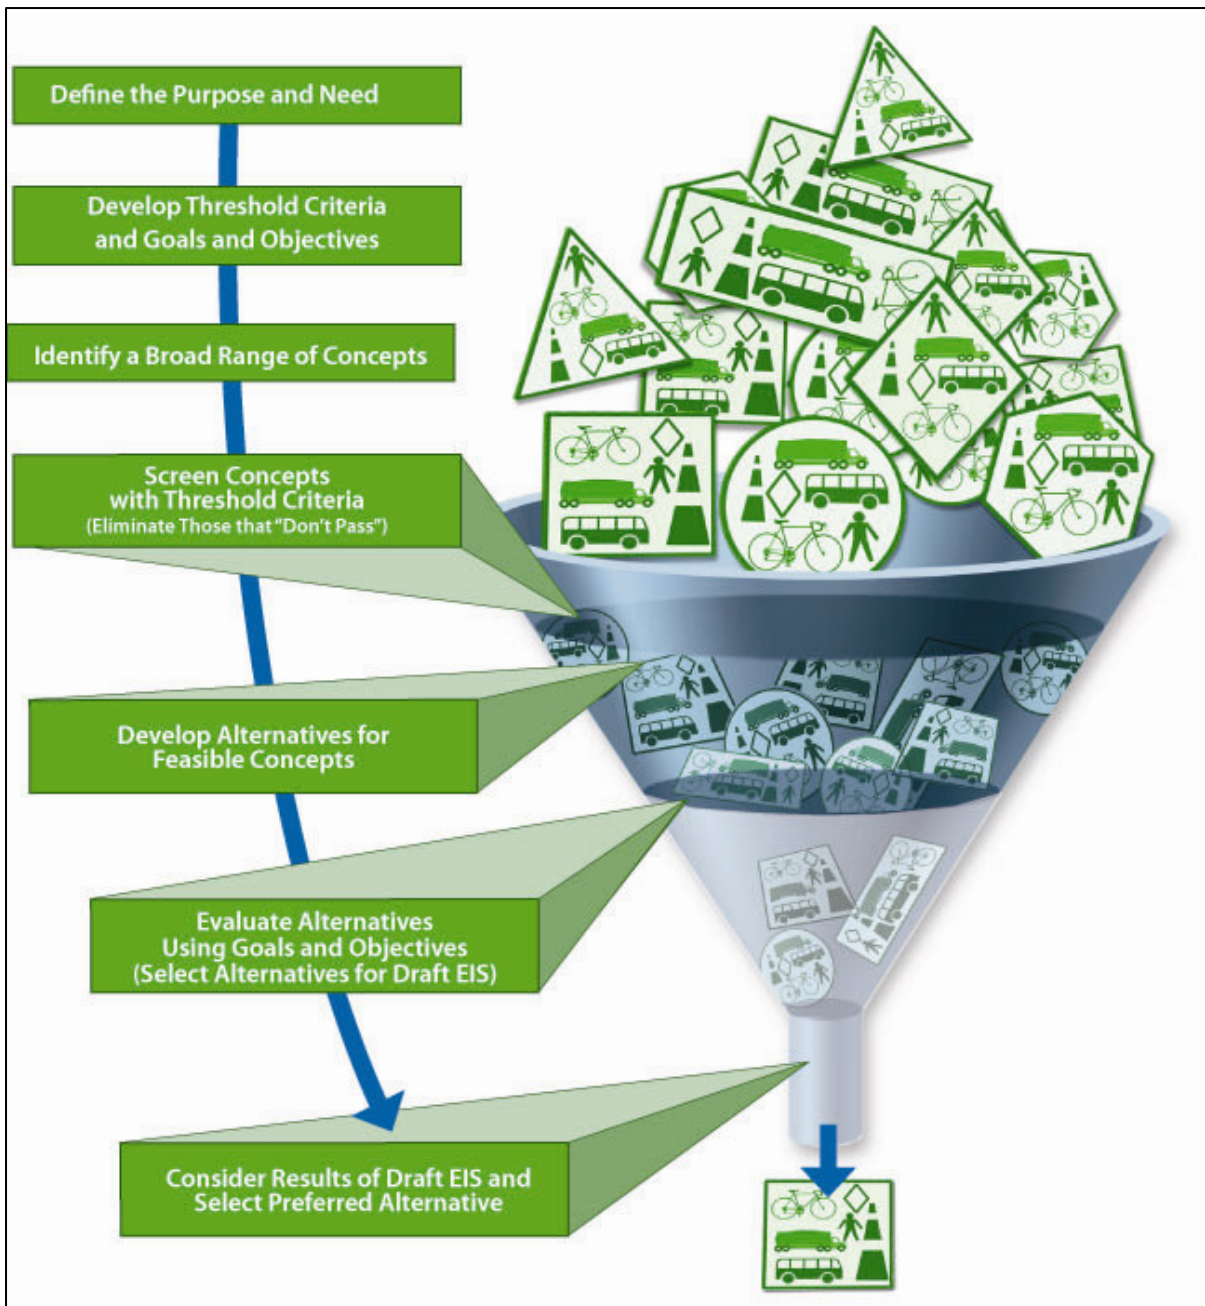 Define the Purpose and Need
Develop Threshold Criteria
and Goals and Objectives
Identify a Broad Range of Concepts
Screen Concepts
with Threshold Criteria
(Eliminate Those that “Don't Pass”)
Develop Alternatives for
Feasible Concepts
Evaluate Alternatives
Using Goals and Objectives
(Select Alternatives for Draft EIS)
Consider Results of Draft EIS and
Select Preferred Alternative